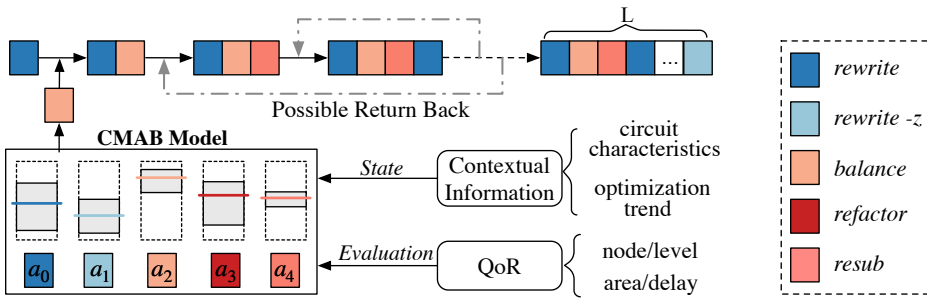 L
...
Possible Return Back
CMAB Model
a0
a1
a2
a3
a4
State
Evaluation
Contextual
Information
QoR
circuit
characteristics
optimization
trend
node/level
area/delay
rewrite
rewrite -z
balance
refactor
resub